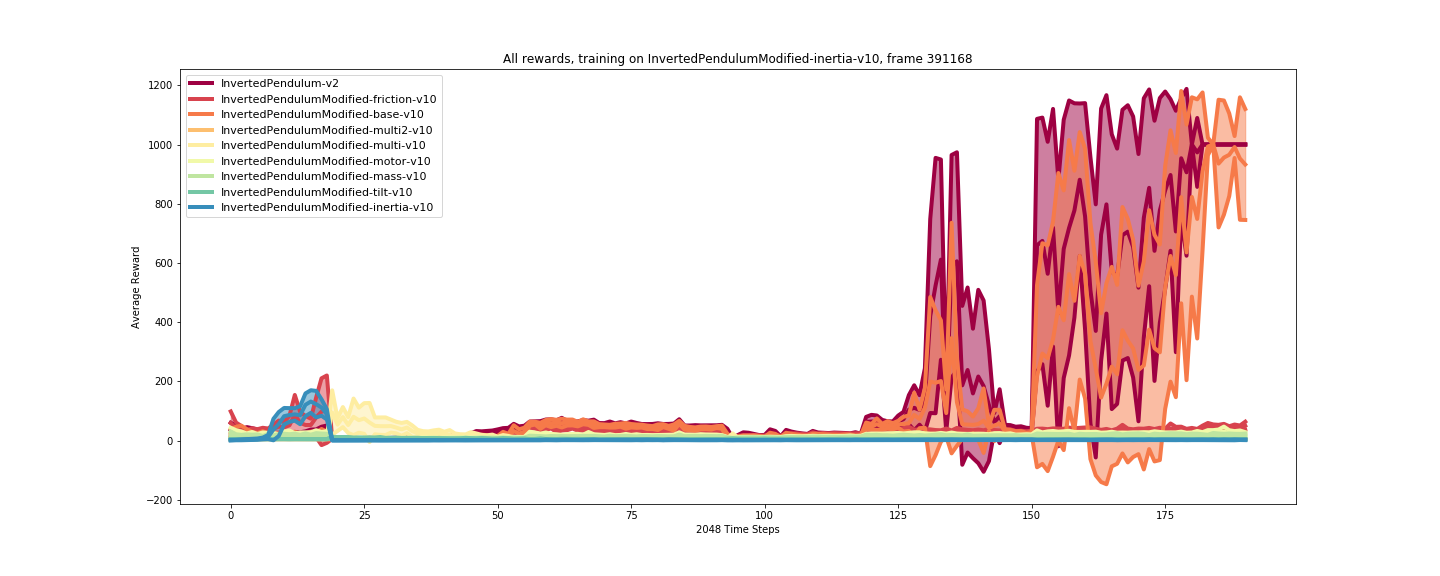 All rewards, training on InvertedPendulumModified-inertia-v10, frame 391168
InvertedPendulum-v2
InvertedPendulumModified-friction-v10
InvertedPendulumModified-base-v10
InvertedPendulumModified-multi2-v10
InvertedPendulumModified-multi-v10
InvertedPendulumModified-motor-v10
InvertedPendulumModified-mass-v10
InvertedPendulumModified-tilt-v10
InvertedPendulumModified-inertia-v10
1200
1000
800
600
400
200
0
−200
Average Reward
0 25 50 75 100 125 150 175
2048 Time Steps